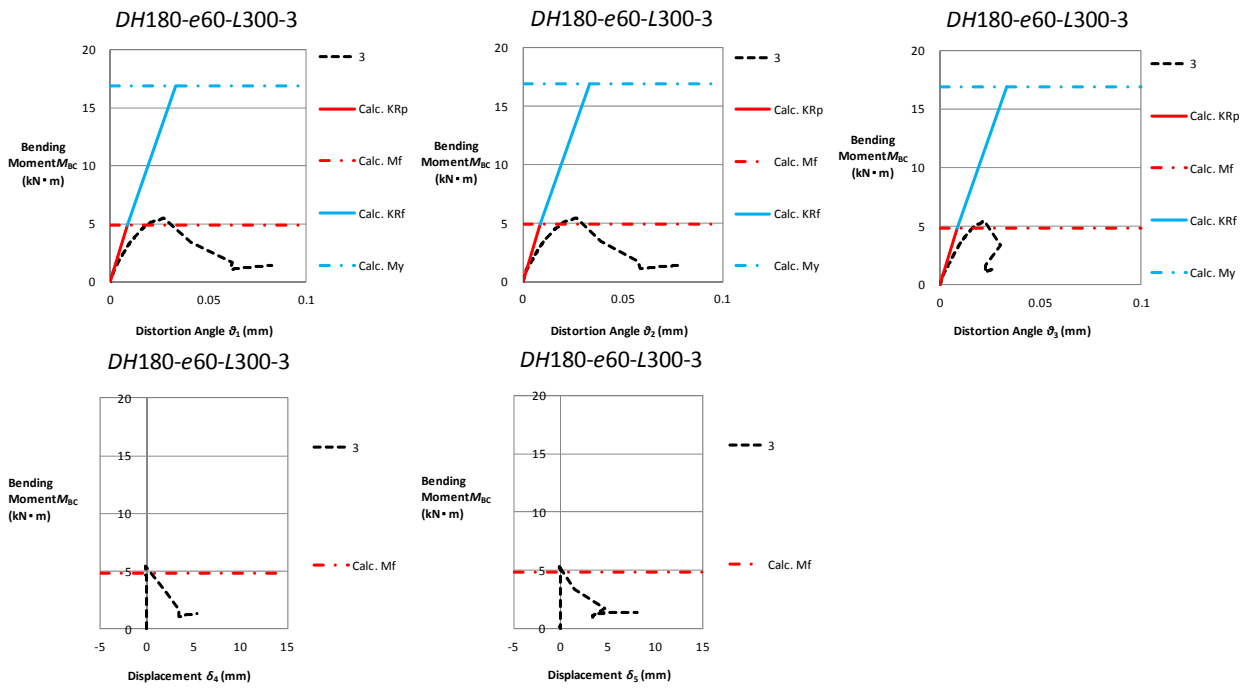 DH180-e60-L300-3
20
15
10
5
0
0
0.05
0.1
Bending
MomentM_BC
(kN・m)
Distortion Angle ϑ1 (mm)
3
Calc. KRp
Calc. Mf
Calc. KRf
Calc. My
DH180-e60-L300-3
20
15
10
5
0
0
0.05
0.1
Bending
MomentM_BC
(kN・m)
Distortion Angle ϑ2 (mm)
3
Calc. KRp
Calc. Mf
Calc. KRf
Calc. My
DH180-e60-L300-3
20
15
10
5
0
0
0.05
0.1
Bending
MomentM_BC
(kN・m)
Distortion Angle ϑ3 (mm)
3
Calc. KRp
Calc. Mf
Calc. KRf
Calc. My
DH180-e60-L300-3
20
15
10
5
0
-5
0
5
10
15
Bending
MomentM_BC
(kN・m)
Displacement δ4 (mm)
3
Calc. Mf
DH180-e60-L300-3
20
15
10
5
0
-5
0
5
10
15
Bending
MomentM_BC
(kN・m)
Displacement δ5 (mm)
3
Calc. Mf